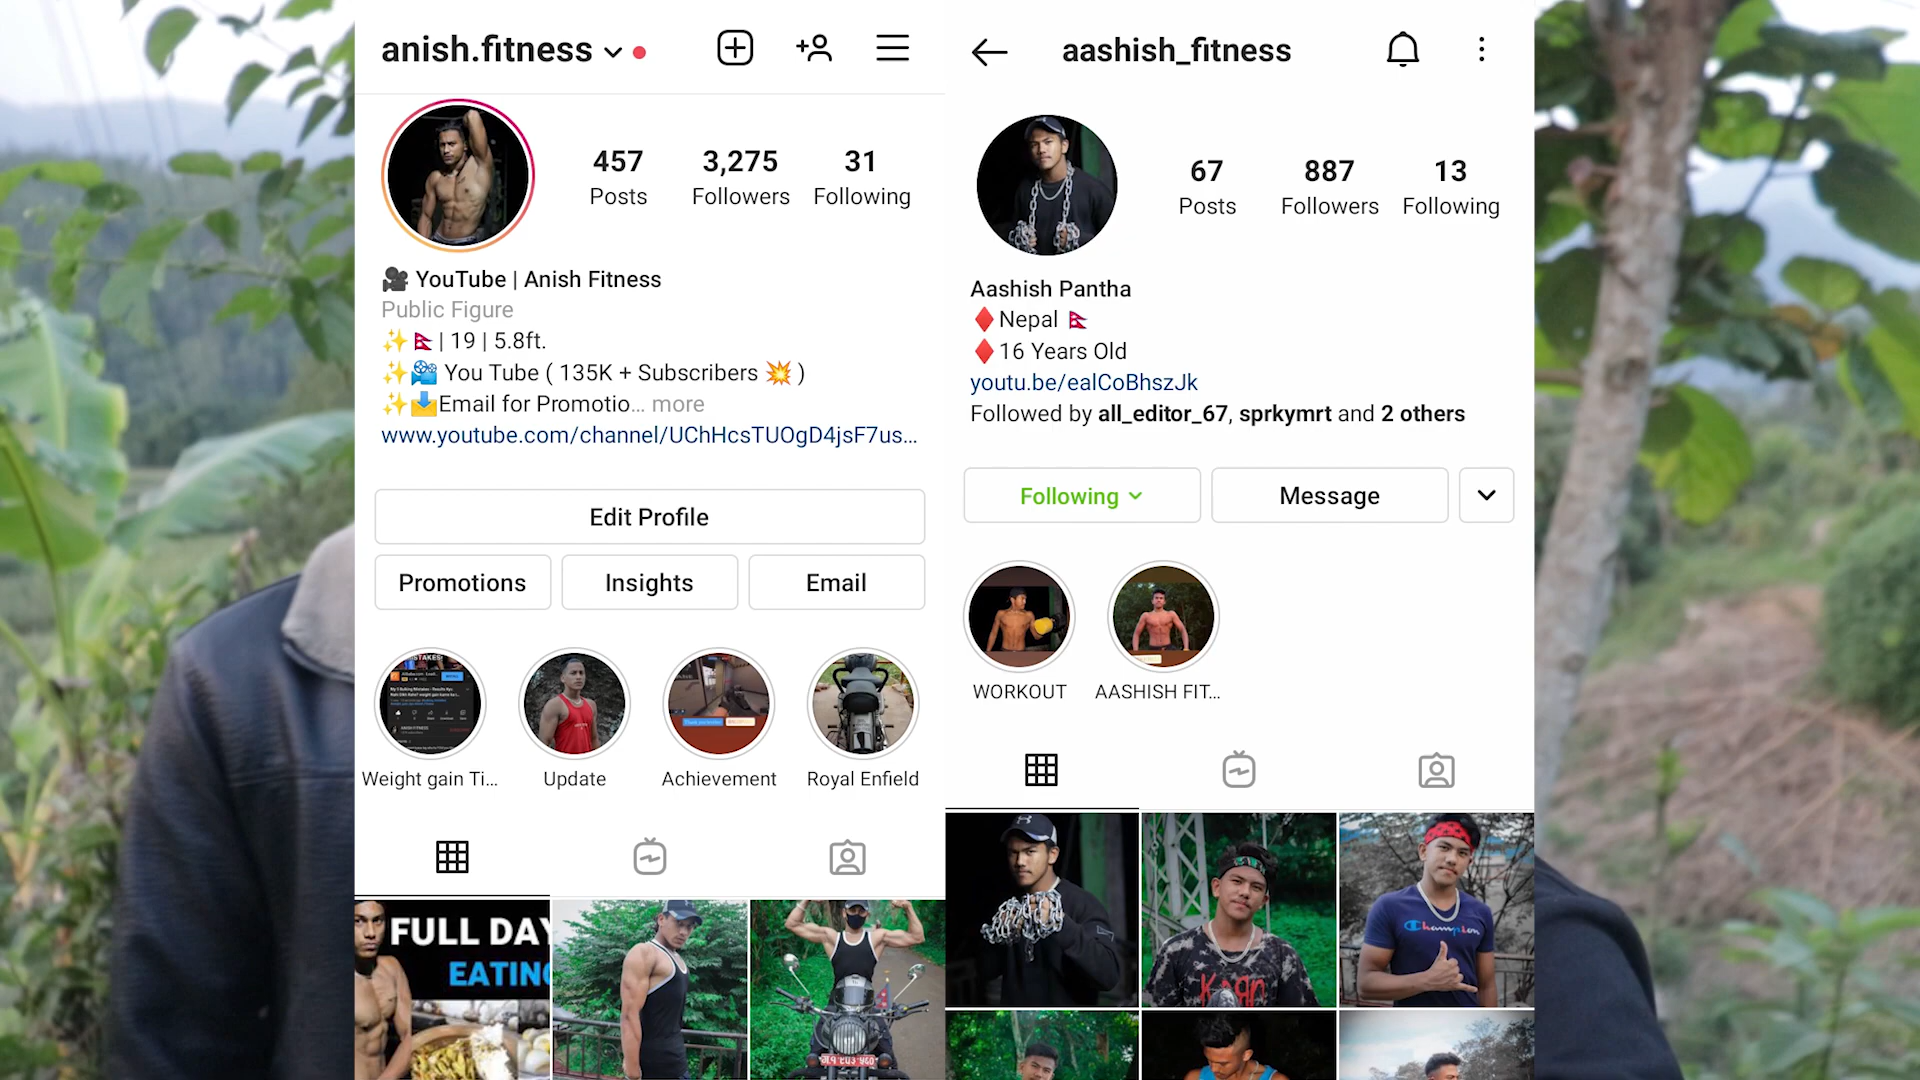 anish.fitness
457 3,275 31
Posts Followers Following
🎥 YouTube | Anish Fitness
Public Figure
✨🇳🇵 | 19 | 5.8ft.
✨📽️ You Tube ( 135K + Subscribers 💥 )
✨📩Email for Promotio... more
www.youtube.com/channel/UChHcsTUOgD4jsF7us...
Edit Profile
Promotions Insights Email
Weight gain Ti... Update Achievement Royal Enfield
FULL DAY
EATING
aashish_fitness
67 887 13
Posts Followers Following
Aashish Pantha
♦️Nepal 🇳🇵
♦️16 Years Old
youtu.be/ealCoBhszJk
Followed by all_editor_67, sprkymrt and 2 others
Following Message
WORKOUT AASHISH FIT...
Champion